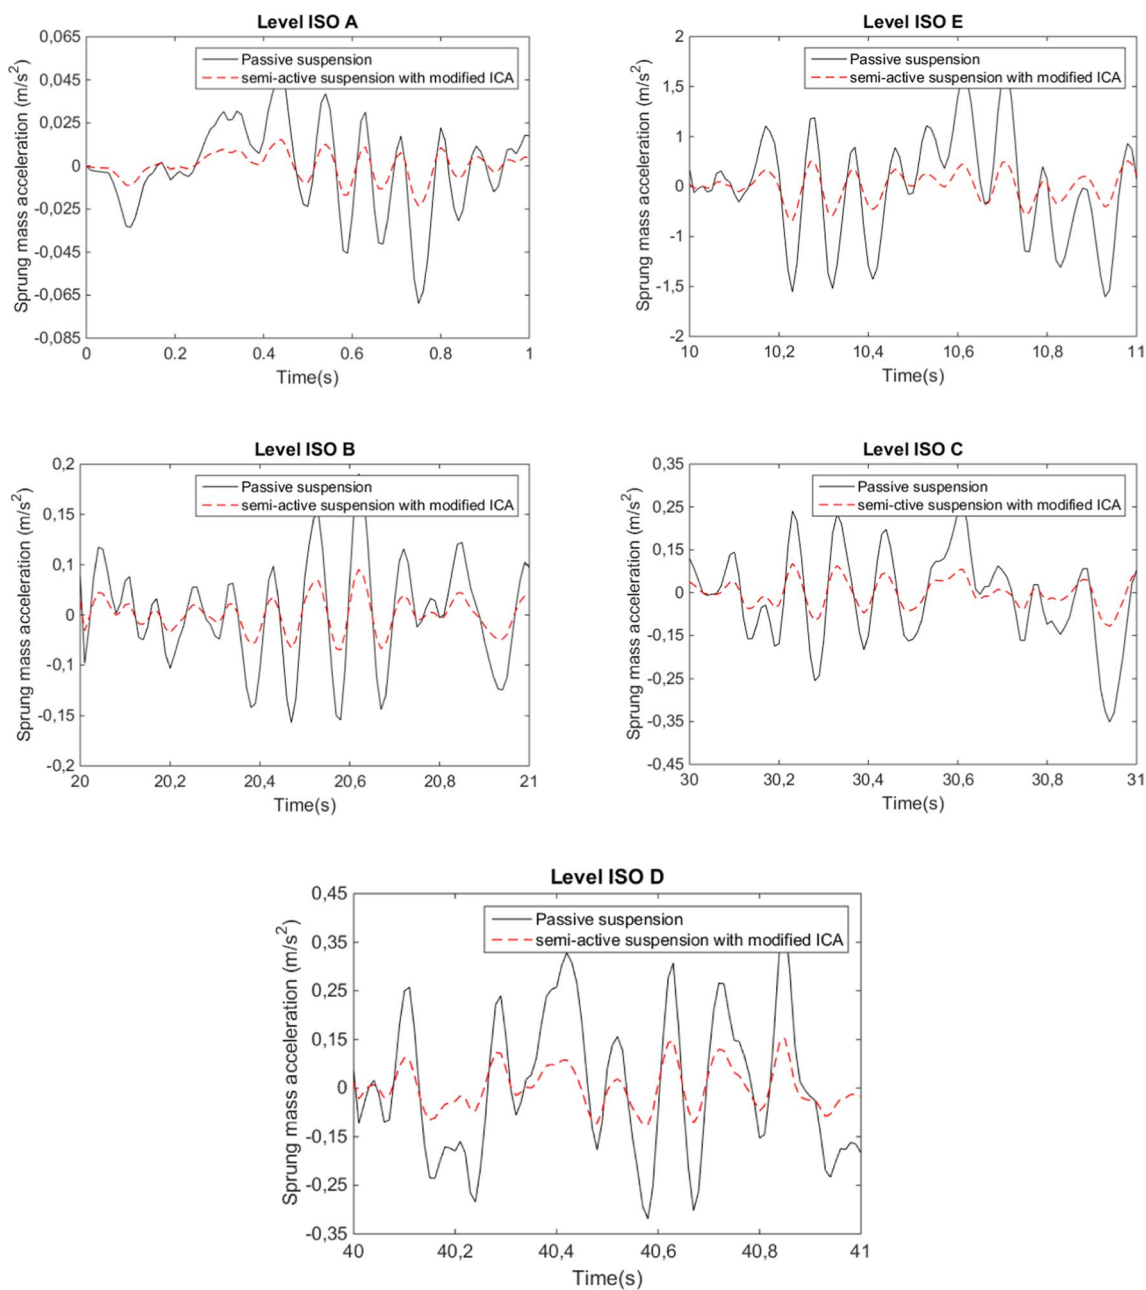 Level ISO A
Sprung mass acceleration (m/s²)
0,065
0,045
0,025
0
-0,025
-0,045
-0,065
-0,085
Passive suspension
semi-active suspension with modified ICA
0 0.2 0.4 0.6 0.8 1
Time(s)
Level ISO E
Sprung mass acceleration (m/s²)
2
1,5
1
0
-1
-1,5
-2
Passive suspension
semi-active suspension with modified ICA
10 10,2 10,4 10,6 10,8 11
Time(s)
Level ISO B
Sprung mass acceleration (m/s²)
0,2
0,1
0
-0,1
-0,15
-0,2
Passive suspension
semi-active suspension with modified ICA
20 20,2 20,4 20,6 20,8 21
Time(s)
Level ISO C
Sprung mass acceleration (m/s²)
0,35
0,25
0,15
0
-0,15
-0,25
-0,35
-0,45
Passive suspension
semi-ctive suspension with modified ICA
30 30,2 30,4 30,6 30,8 31
Time(s)
Level ISO D
Sprung mass acceleration (m/s²)
0,45
0,35
0,25
0,15
0
-0,15
-0,25
-0,35
Passive suspension
semi-active suspension with modified ICA
40 40,2 40,4 40,6 40,8 41
Time(s)